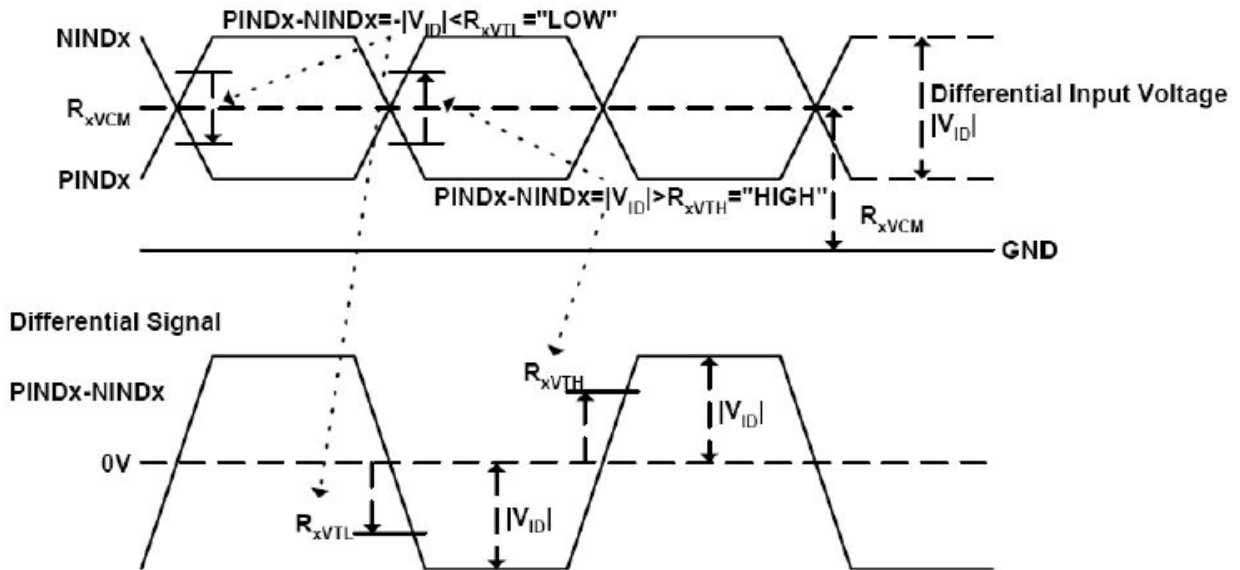 PINDx-NINDx=-|VID|<RxVTL="LOW"
NINDx
RxVCM
Differential Input Voltage
|VID|
PINDx
PINDx-NINDx=|VID|>RxVTH="HIGH"
RxVCM
GND
Differential Signal
PINDx-NINDx
RxVTH
|VID|
0V
RxVTL
|VID|